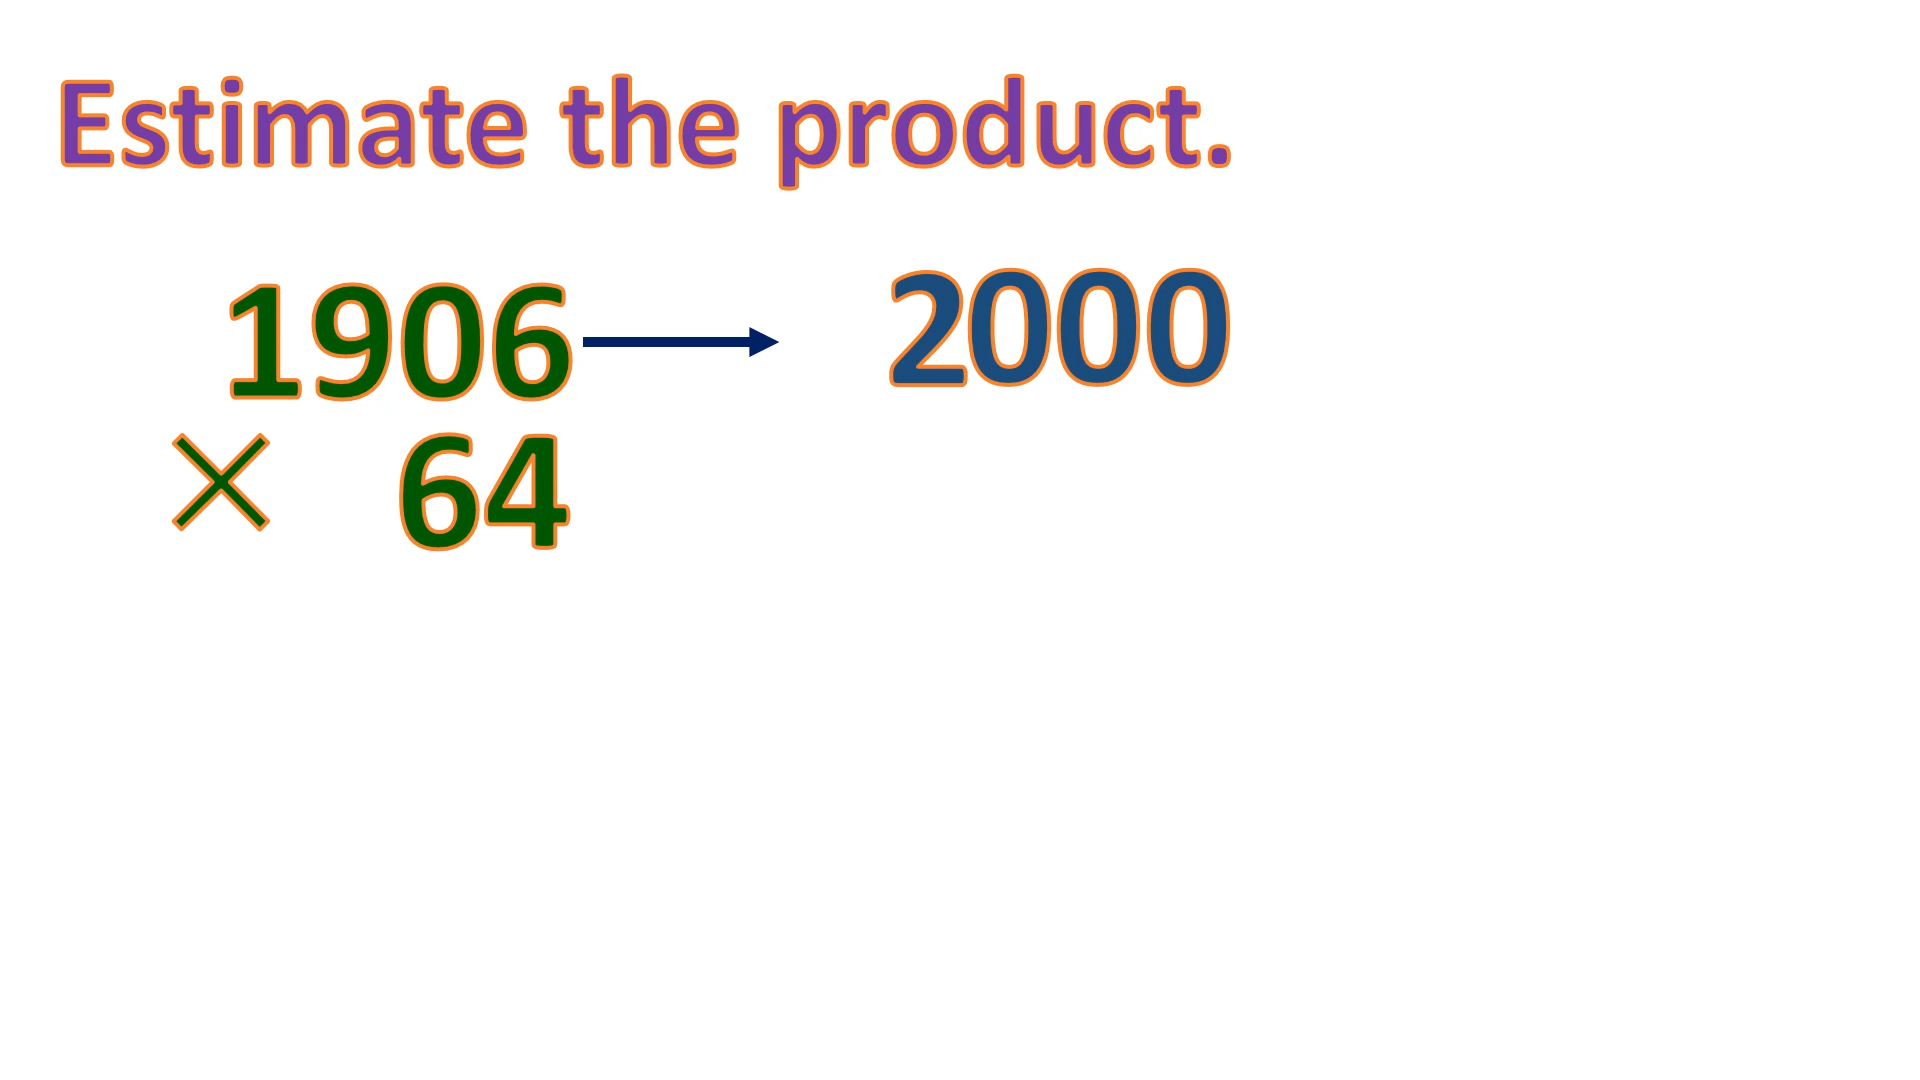 Estimate the product.
1906 → 2000
× 64